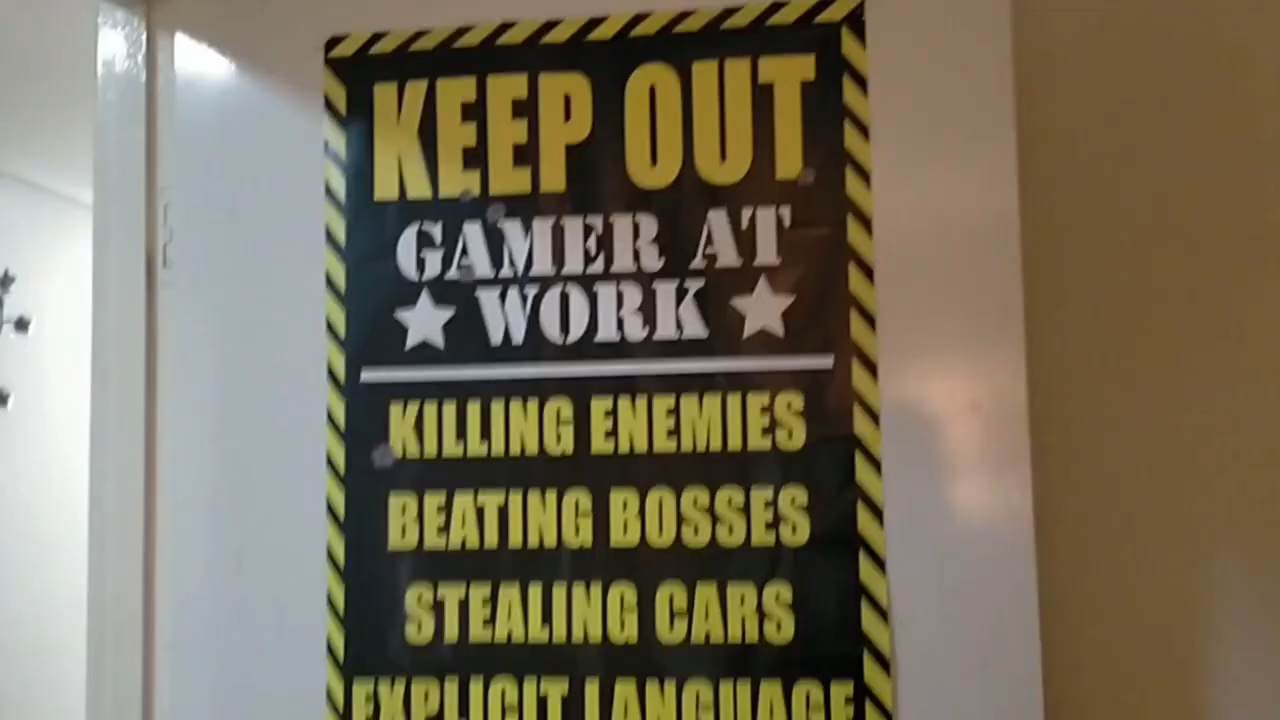 KEEP OUT
GAMER AT
WORK
KILLING ENEMIES
BEATING BOSSES
STEALING CARS
EXPLICIT LANGUAGE